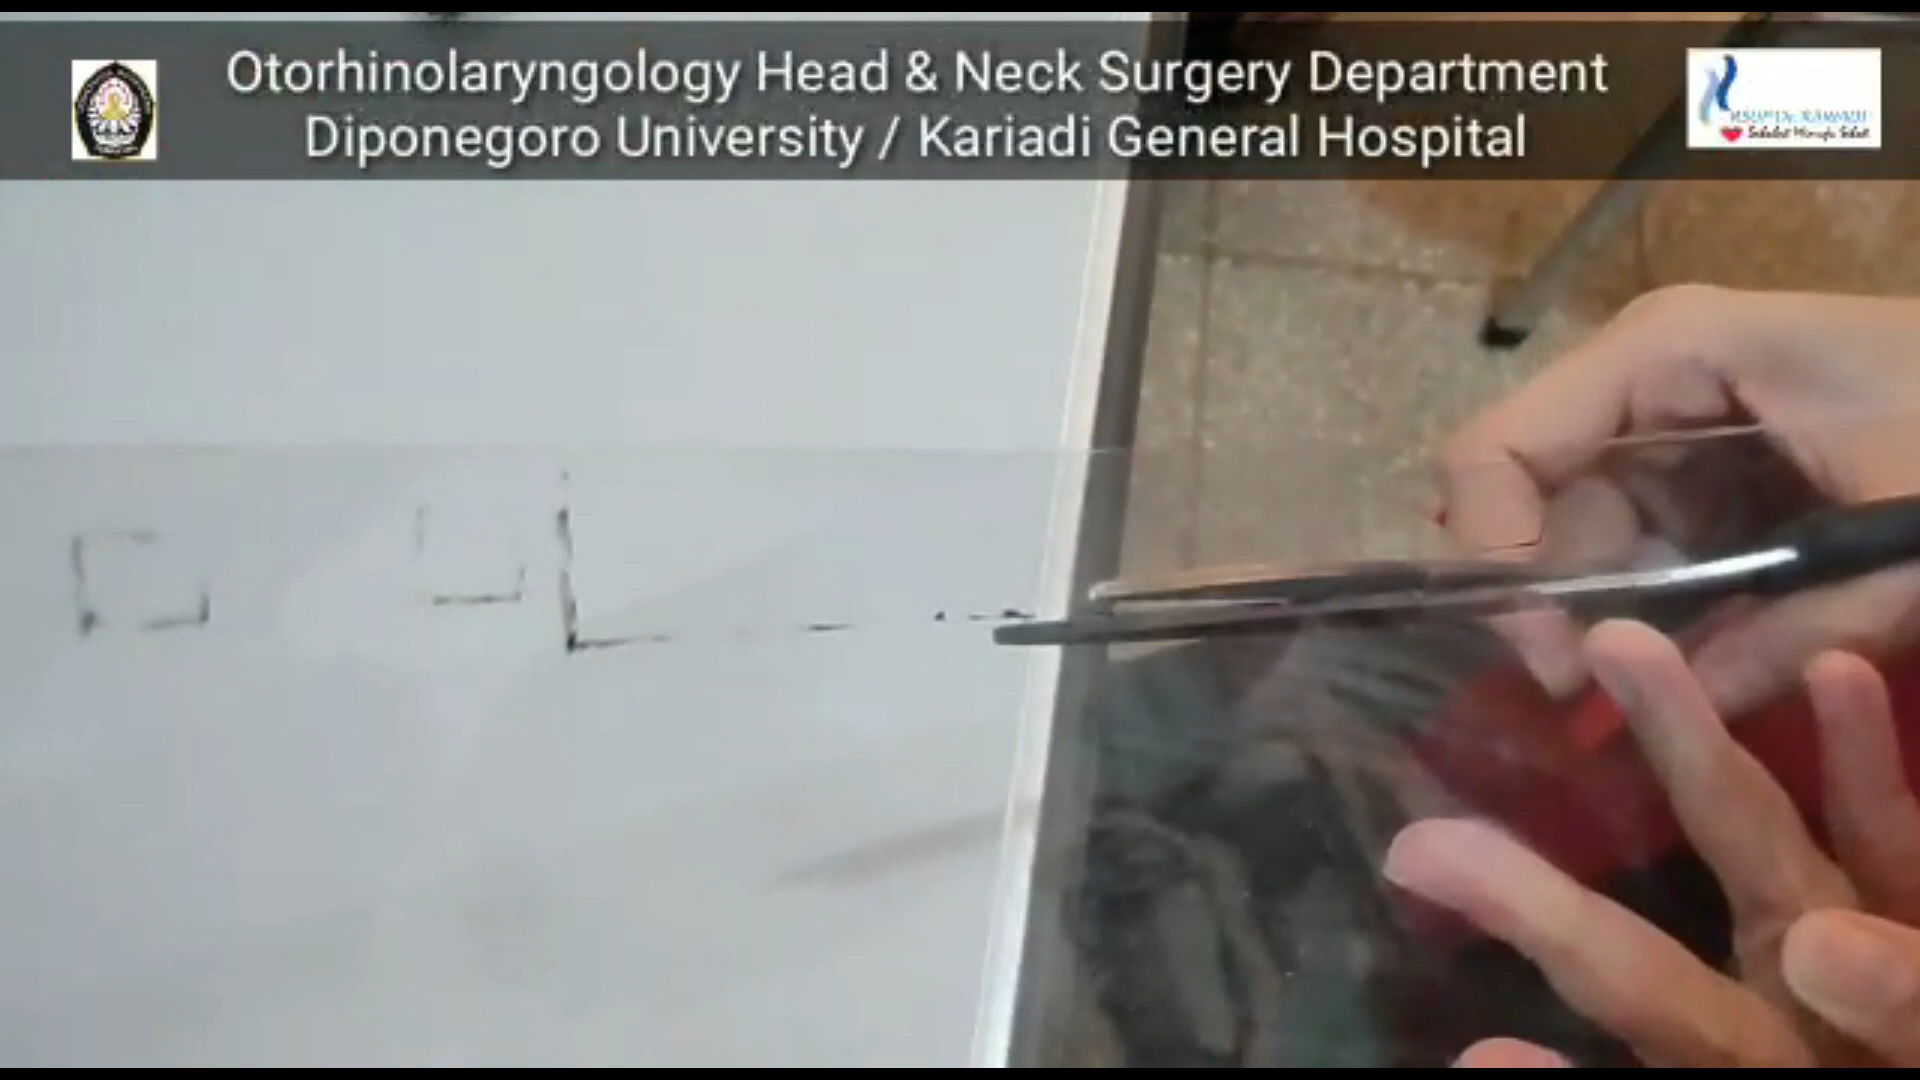 Otorhinolaryngology Head & Neck Surgery Department
Diponegoro University / Kariadi General Hospital